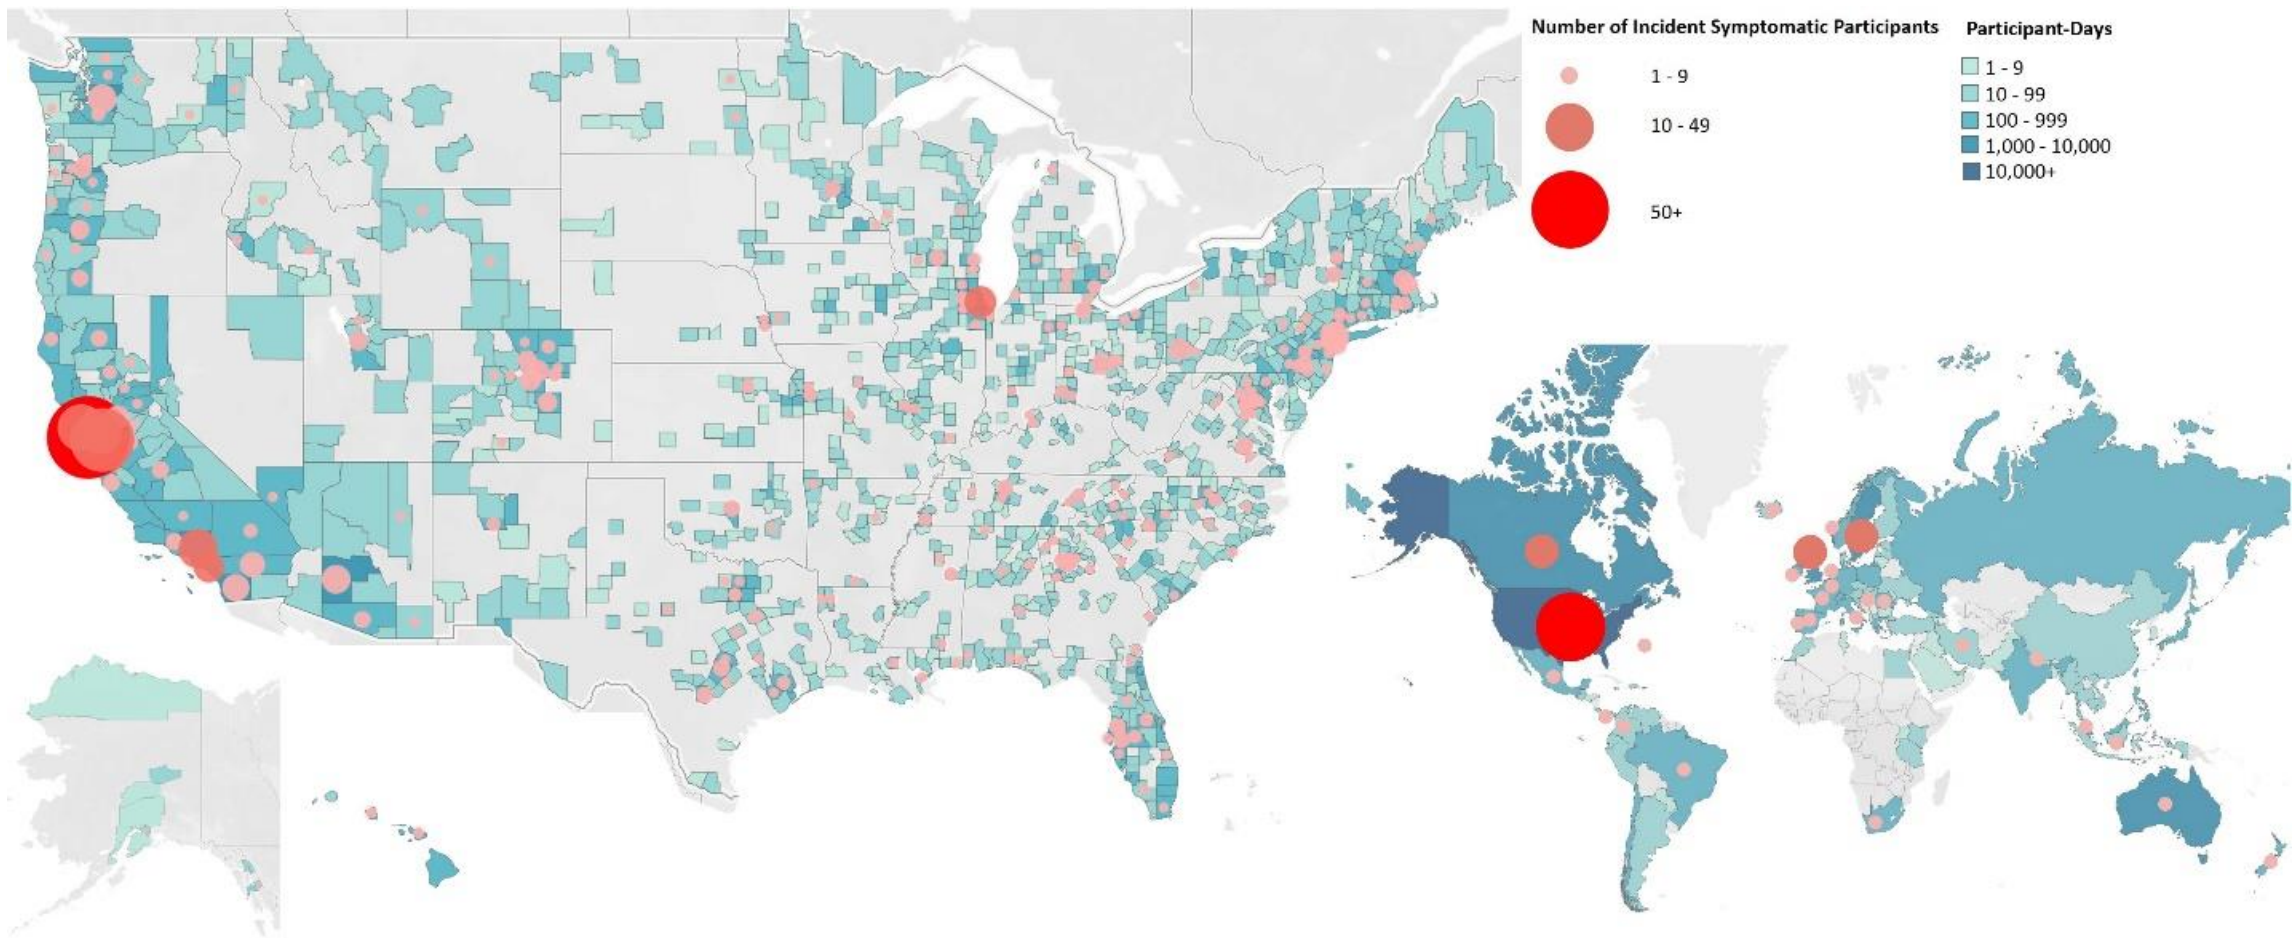 Number of Incident Symptomatic Participants
1 - 9
10 - 49
50+
Participant-Days
1 - 9
10 - 99
100 - 999
1,000 - 10,000
10,000+